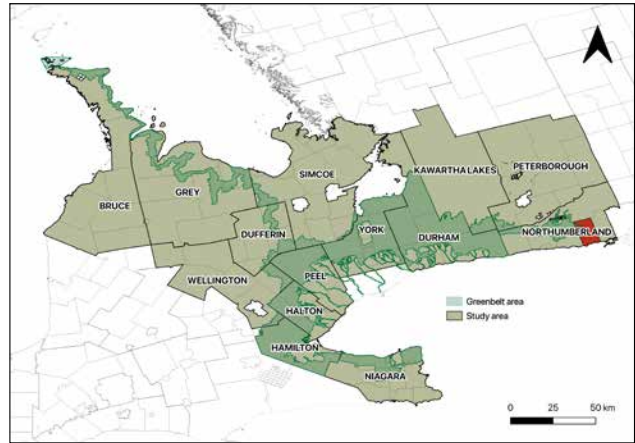 SIMCOE
KAWARTHA LAKES
PETERBOROUGH
BRUCE
GREY
DUFFERIN
YORK
DURHAM
NORTHUMBERLAND
WELLINGTON
PEEL
HALTON
HAMILTON
NIAGARA
Greenbelt area
Study area
0 25 50 km